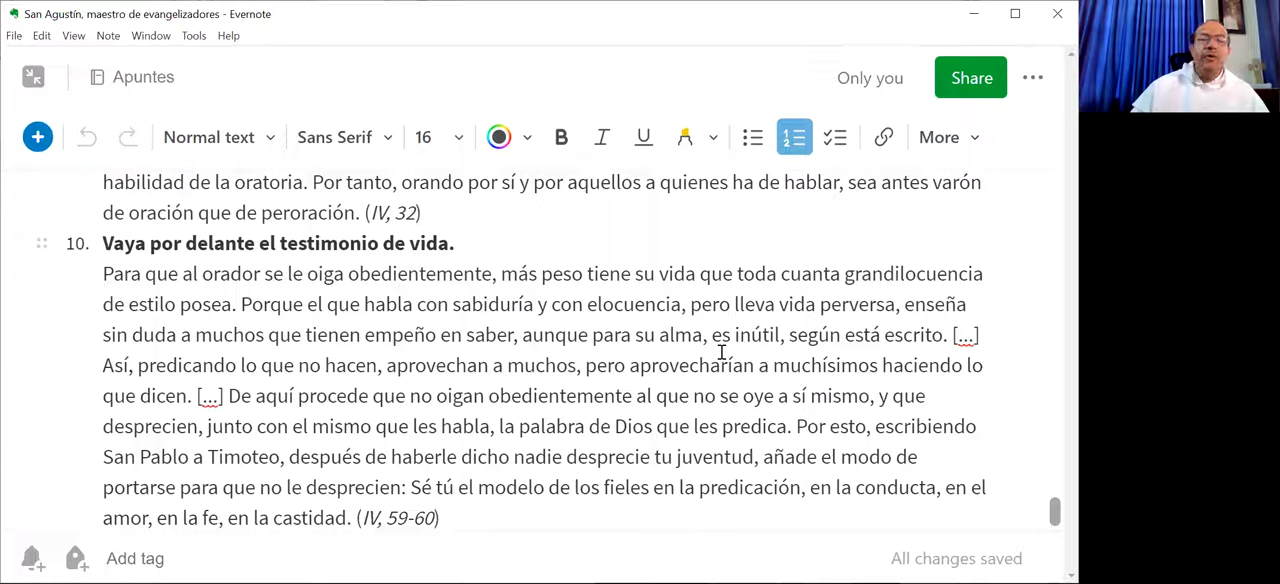 San Agustín, maestro de evangelizadores - Evernote
File Edit View Note Window Tools Help
Apuntes Only you Share
Normal text Sans Serif 16 B I U More
habilidad de la oratoria. Por tanto, orando por sí y por aquellos a quienes ha de hablar, sea antes varón
de oración que de peroración. (IV, 32)
10. Vaya por delante el testimonio de vida.
Para que al orador se le oiga obedientemente, más peso tiene su vida que toda cuanta grandilocuencia
de estilo posea. Porque el que habla con sabiduría y con elocuencia, pero lleva vida perversa, enseña
sin duda a muchos que tienen empeño en saber, aunque para su alma, es inútil, según está escrito. [...]
Así, predicando lo que no hacen, aprovechan a muchos, pero aprovecharían a muchísimos haciendo lo
que dicen. [...] De aquí procede que no oigan obedientemente al que no se oye a sí mismo, y que
desprecien, junto con el mismo que les habla, la palabra de Dios que les predica. Por esto, escribiendo
San Pablo a Timoteo, después de haberle dicho nadie desprecie tu juventud, añade el modo de
portarse para que no le desprecien: Sé tú el modelo de los fieles en la predicación, en la conducta, en el
amor, en la fe, en la castidad. (IV, 59-60)
Add tag All changes saved